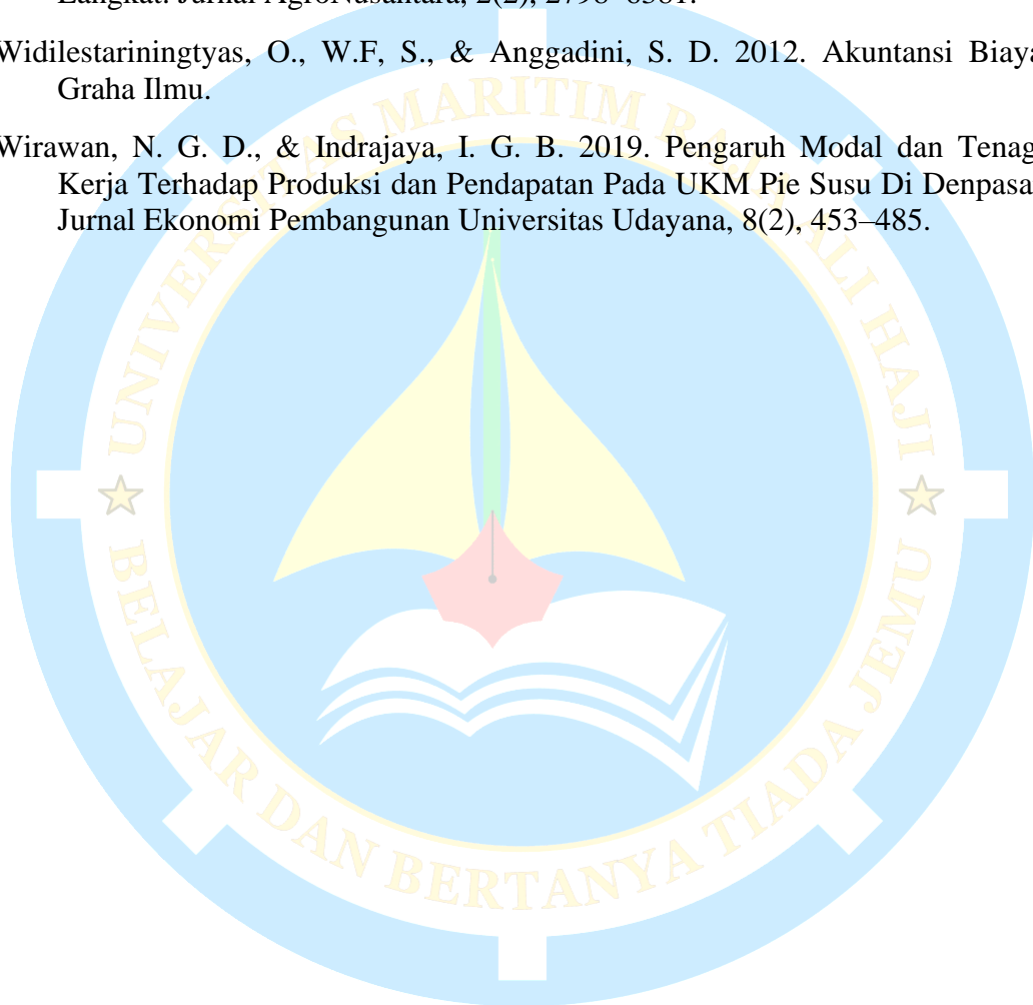 Langkat. Jurnal AgroNusantara, 2(2),
Widilestariningtyas, O., W.F, S., & Anggadini, S. D. 2012. Akuntansi Biaya
Graha Ilmu.
Wirawan, N. G. D., & Indrajaya, I. G. B. 2019. Pengaruh Modal dan Tenag
Kerja Terhadap Produksi dan Pendapatan Pada UKM Pie Susu Di Denpasa
Jurnal Ekonomi Pembangunan Universitas Udayana, 8(2), 453–485.
UNIVERSITAS MARITIM RAJA ALI HAJI
BELAJAR DAN BERTANYA TIADA JEMU